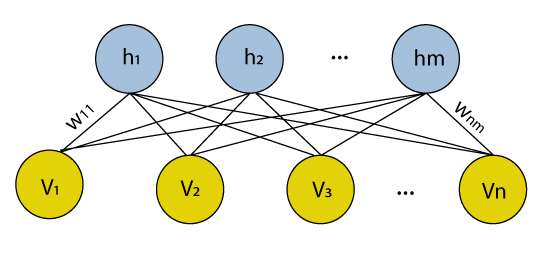 h₁ h₂ ... hm
W11 Wnm
V₁ V₂ V₃ ... Vn